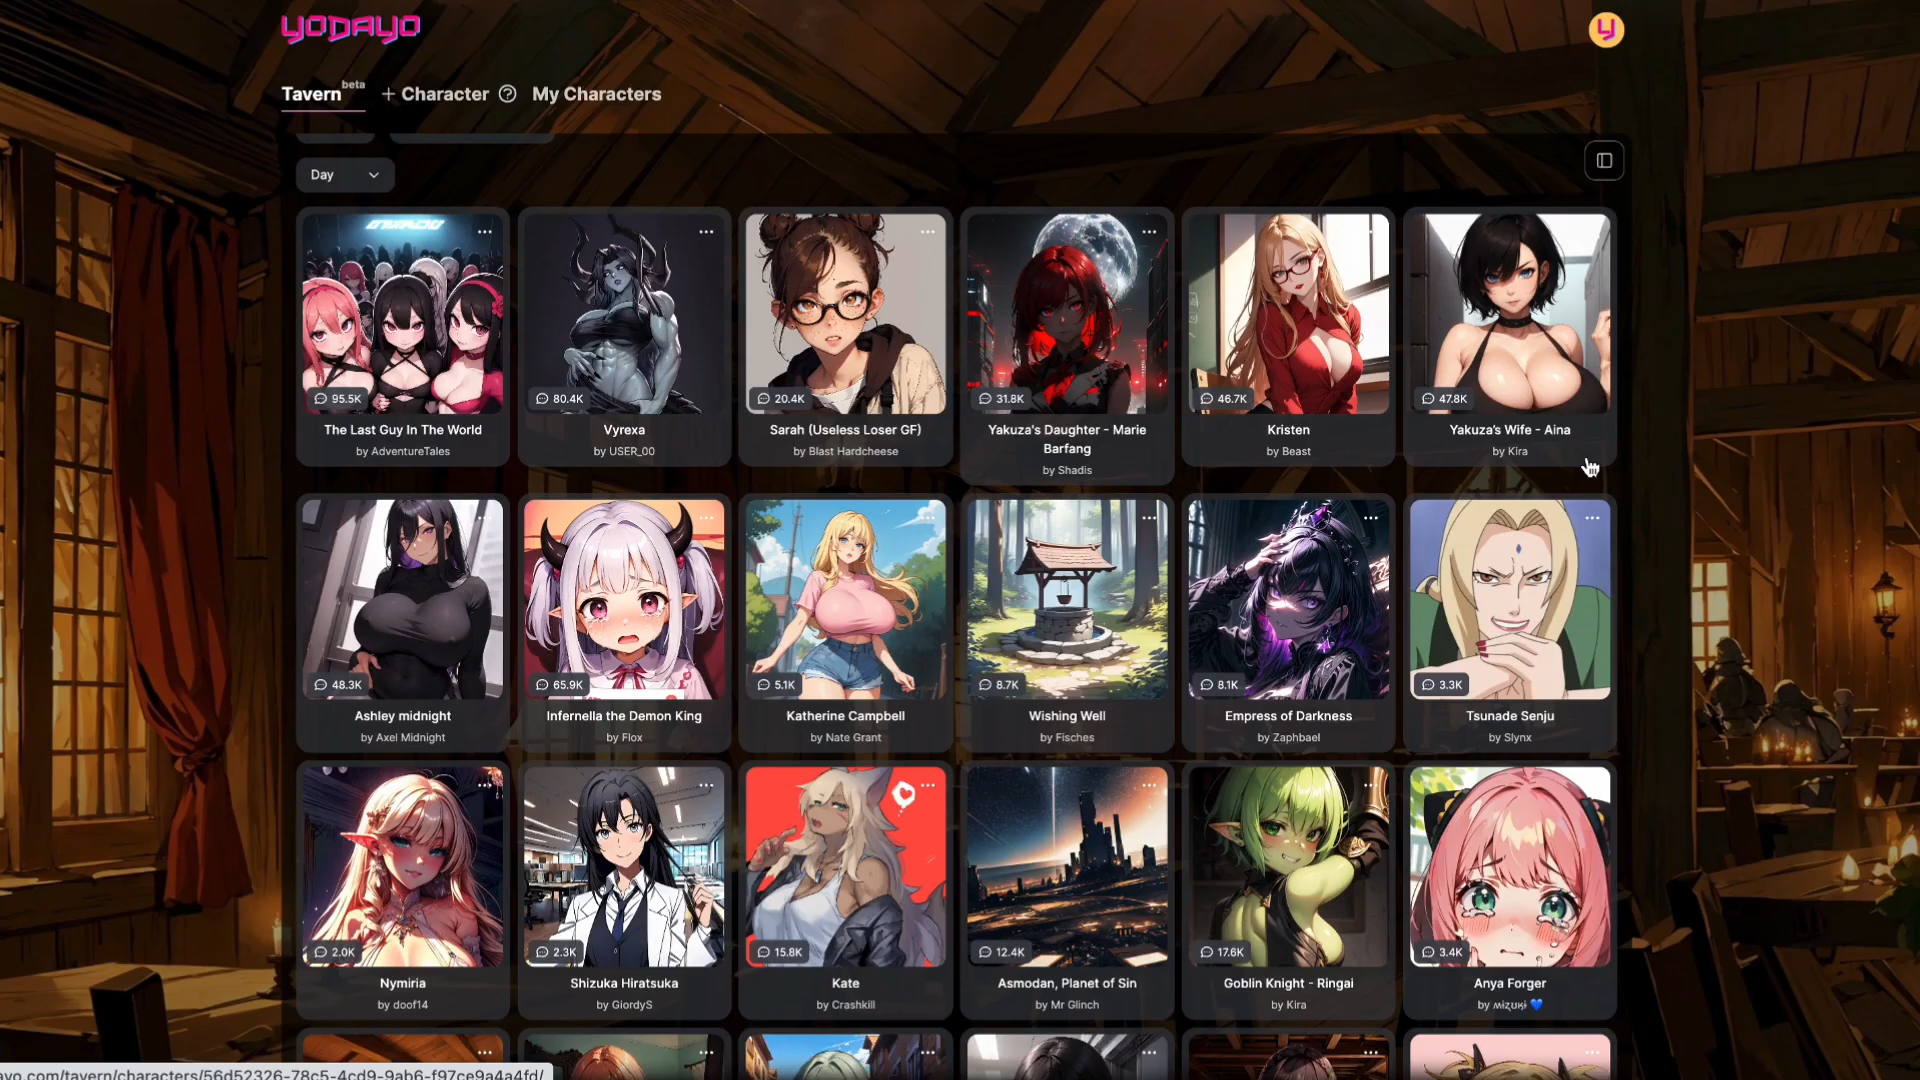 YODAYO
Tavern beta + Character ? My Characters
Day
95.5K 80.4K 20.4K 31.8K 46.7K 47.8K
The Last Guy In The World
by AdventureTales
Vyrexa
by USER_00
Sarah (Useless Loser GF)
by Blast Hardcheese
Yakuza's Daughter - Marie
Barfang
by Shadis
Kristen
by Beast
Yakuza's Wife - Aina
by Kira
48.3K 65.9K 5.1K 8.7K 8.1K 3.3K
Ashley midnight
by Axel Midnight
Infernella the Demon King
by Flox
Katherine Campbell
by Nate Grant
Wishing Well
by Fisches
Empress of Darkness
by Zaphbael
Tsunade Senju
by Slynx
2.0K 2.3K 15.8K 12.4K 17.6K 3.4K
Nymiria
by doof14
Shizuka Hiratsuka
by GiordyS
Kate
by Crashkill
Asmodan, Planet of Sin
by Mr Glinch
Goblin Knight - Ringai
by Kira
Anya Forger
by 💙
ayo.com/tavern/characters/56d52326-78c5-4cd9-9ab6-f97ce9a4a4fd/